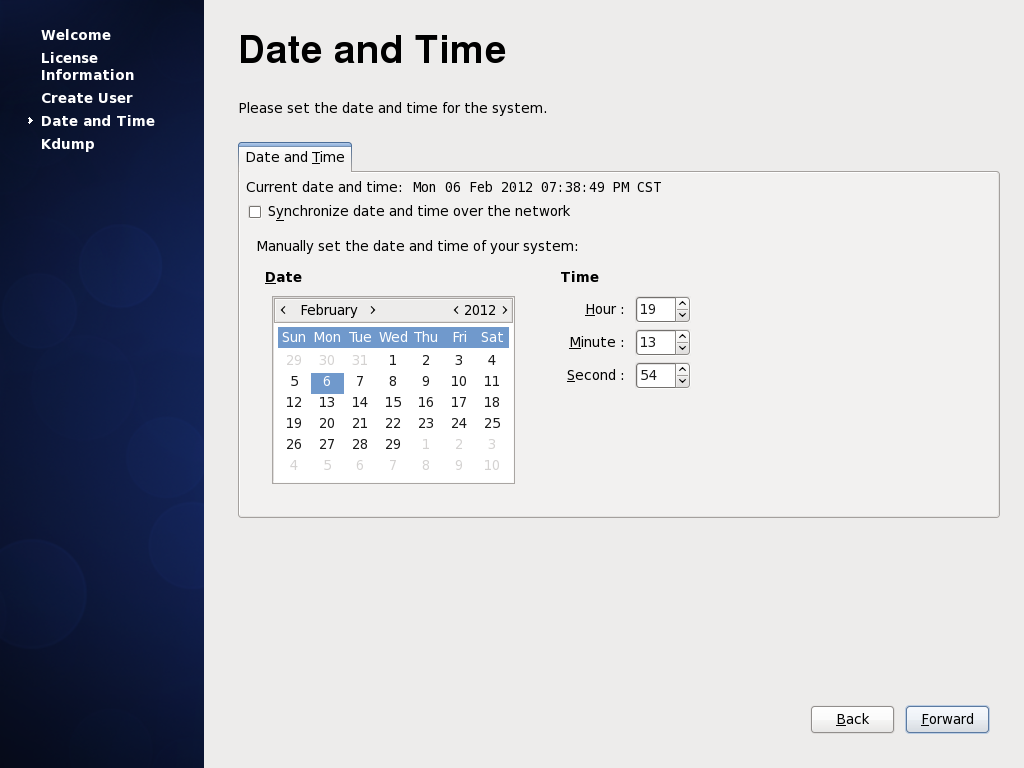 Welcome
License
Information
Create User
Date and Time
Kdump
Date and Time
Please set the date and time for the system.
Date and Time
Current date and time: Mon 06 Feb 2012 07:38:49 PM CST
Synchronize date and time over the network
Manually set the date and time of your system:
Date
< February > < 2012 >
Sun Mon Tue Wed Thu Fri Sat
29 30 31 1 2 3 4
5 6 7 8 9 10 11
12 13 14 15 16 17 18
19 20 21 22 23 24 25
26 27 28 29 1 2 3
4 5 6 7 8 9 10
Time
Hour : 19
Minute : 13
Second : 54
Back
Forward